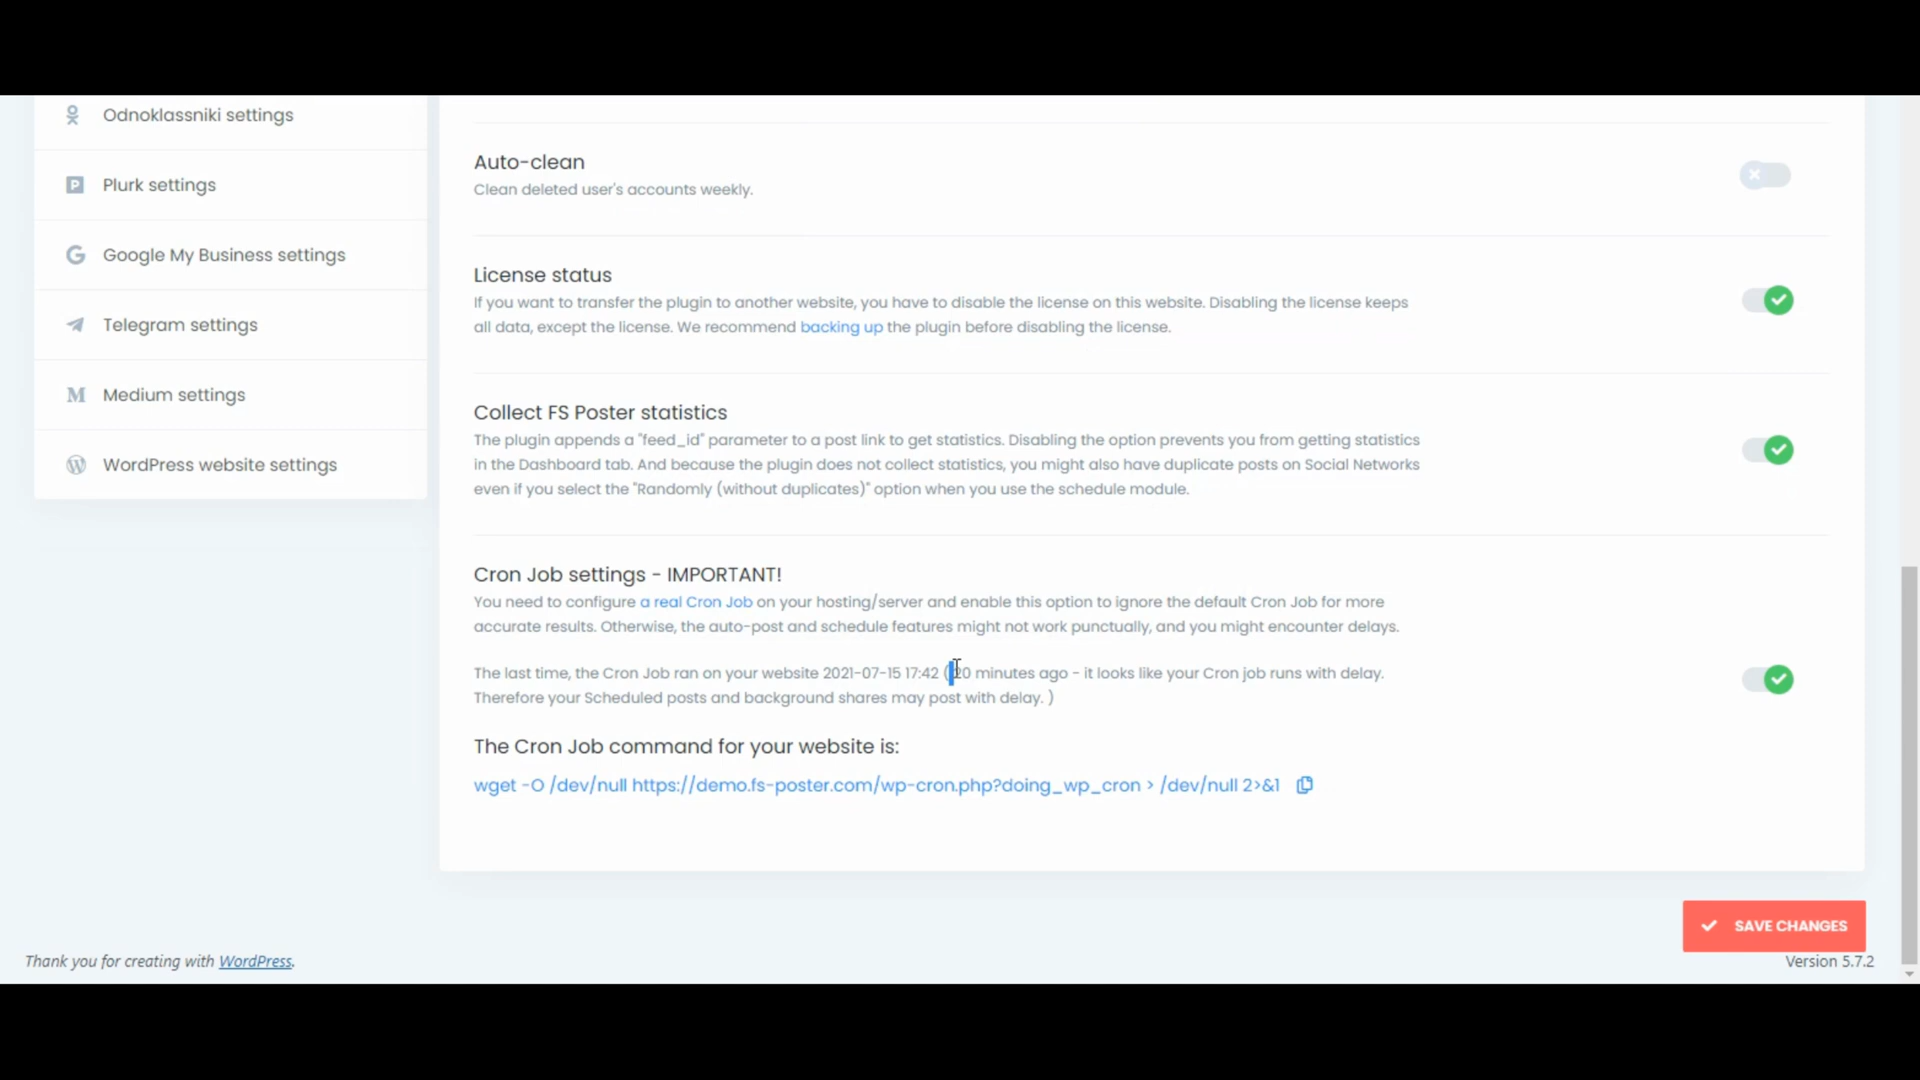 Odnoklassniki settings
Plurk settings
Google My Business settings
Telegram settings
Medium settings
WordPress website settings
Auto-clean
Clean deleted user's accounts weekly.
License status
If you want to transfer the plugin to another website, you have to disable the license on this website. Disabling the license keeps
all data, except the license. We recommend backing up the plugin before disabling the license.
Collect FS Poster statistics
The plugin appends a "feed_id" parameter to a post link to get statistics. Disabling the option prevents you from getting statistics
in the Dashboard tab. And because the plugin does not collect statistics, you might also have duplicate posts on Social Networks
even if you select the "Randomly (without duplicates)" option when you use the schedule module.
Cron Job settings - IMPORTANT!
You need to configure a real Cron Job on your hosting/server and enable this option to ignore the default Cron Job for more
accurate results. Otherwise, the auto-post and schedule features might not work punctually, and you might encounter delays.
The last time, the Cron Job ran on your website 2021-07-15 17:42 ( 20 minutes ago - it looks like your Cron job runs with delay.
Therefore your Scheduled posts and background shares may post with delay. )
The Cron Job command for your website is:
wget -O /dev/null https://demo.fs-poster.com/wp-cron.php?doing_wp_cron > /dev/null 2>&1
SAVE CHANGES
Thank you for creating with WordPress.
Version 5.7.2